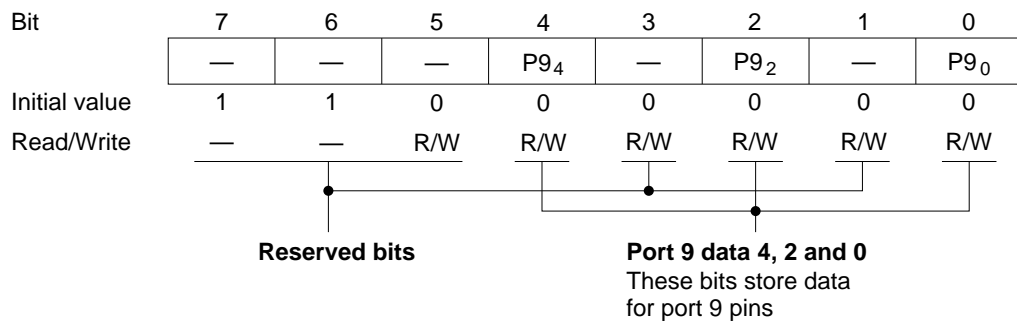 Bit 7 6 5 4 3 2 1 0
— — — P9₄ — P9₂ — P9₀
Initial value 1 1 0 0 0 0 0 0
Read/Write — — R/W R/W R/W R/W R/W R/W
Reserved bits
Port 9 data 4, 2 and 0
These bits store data
for port 9 pins